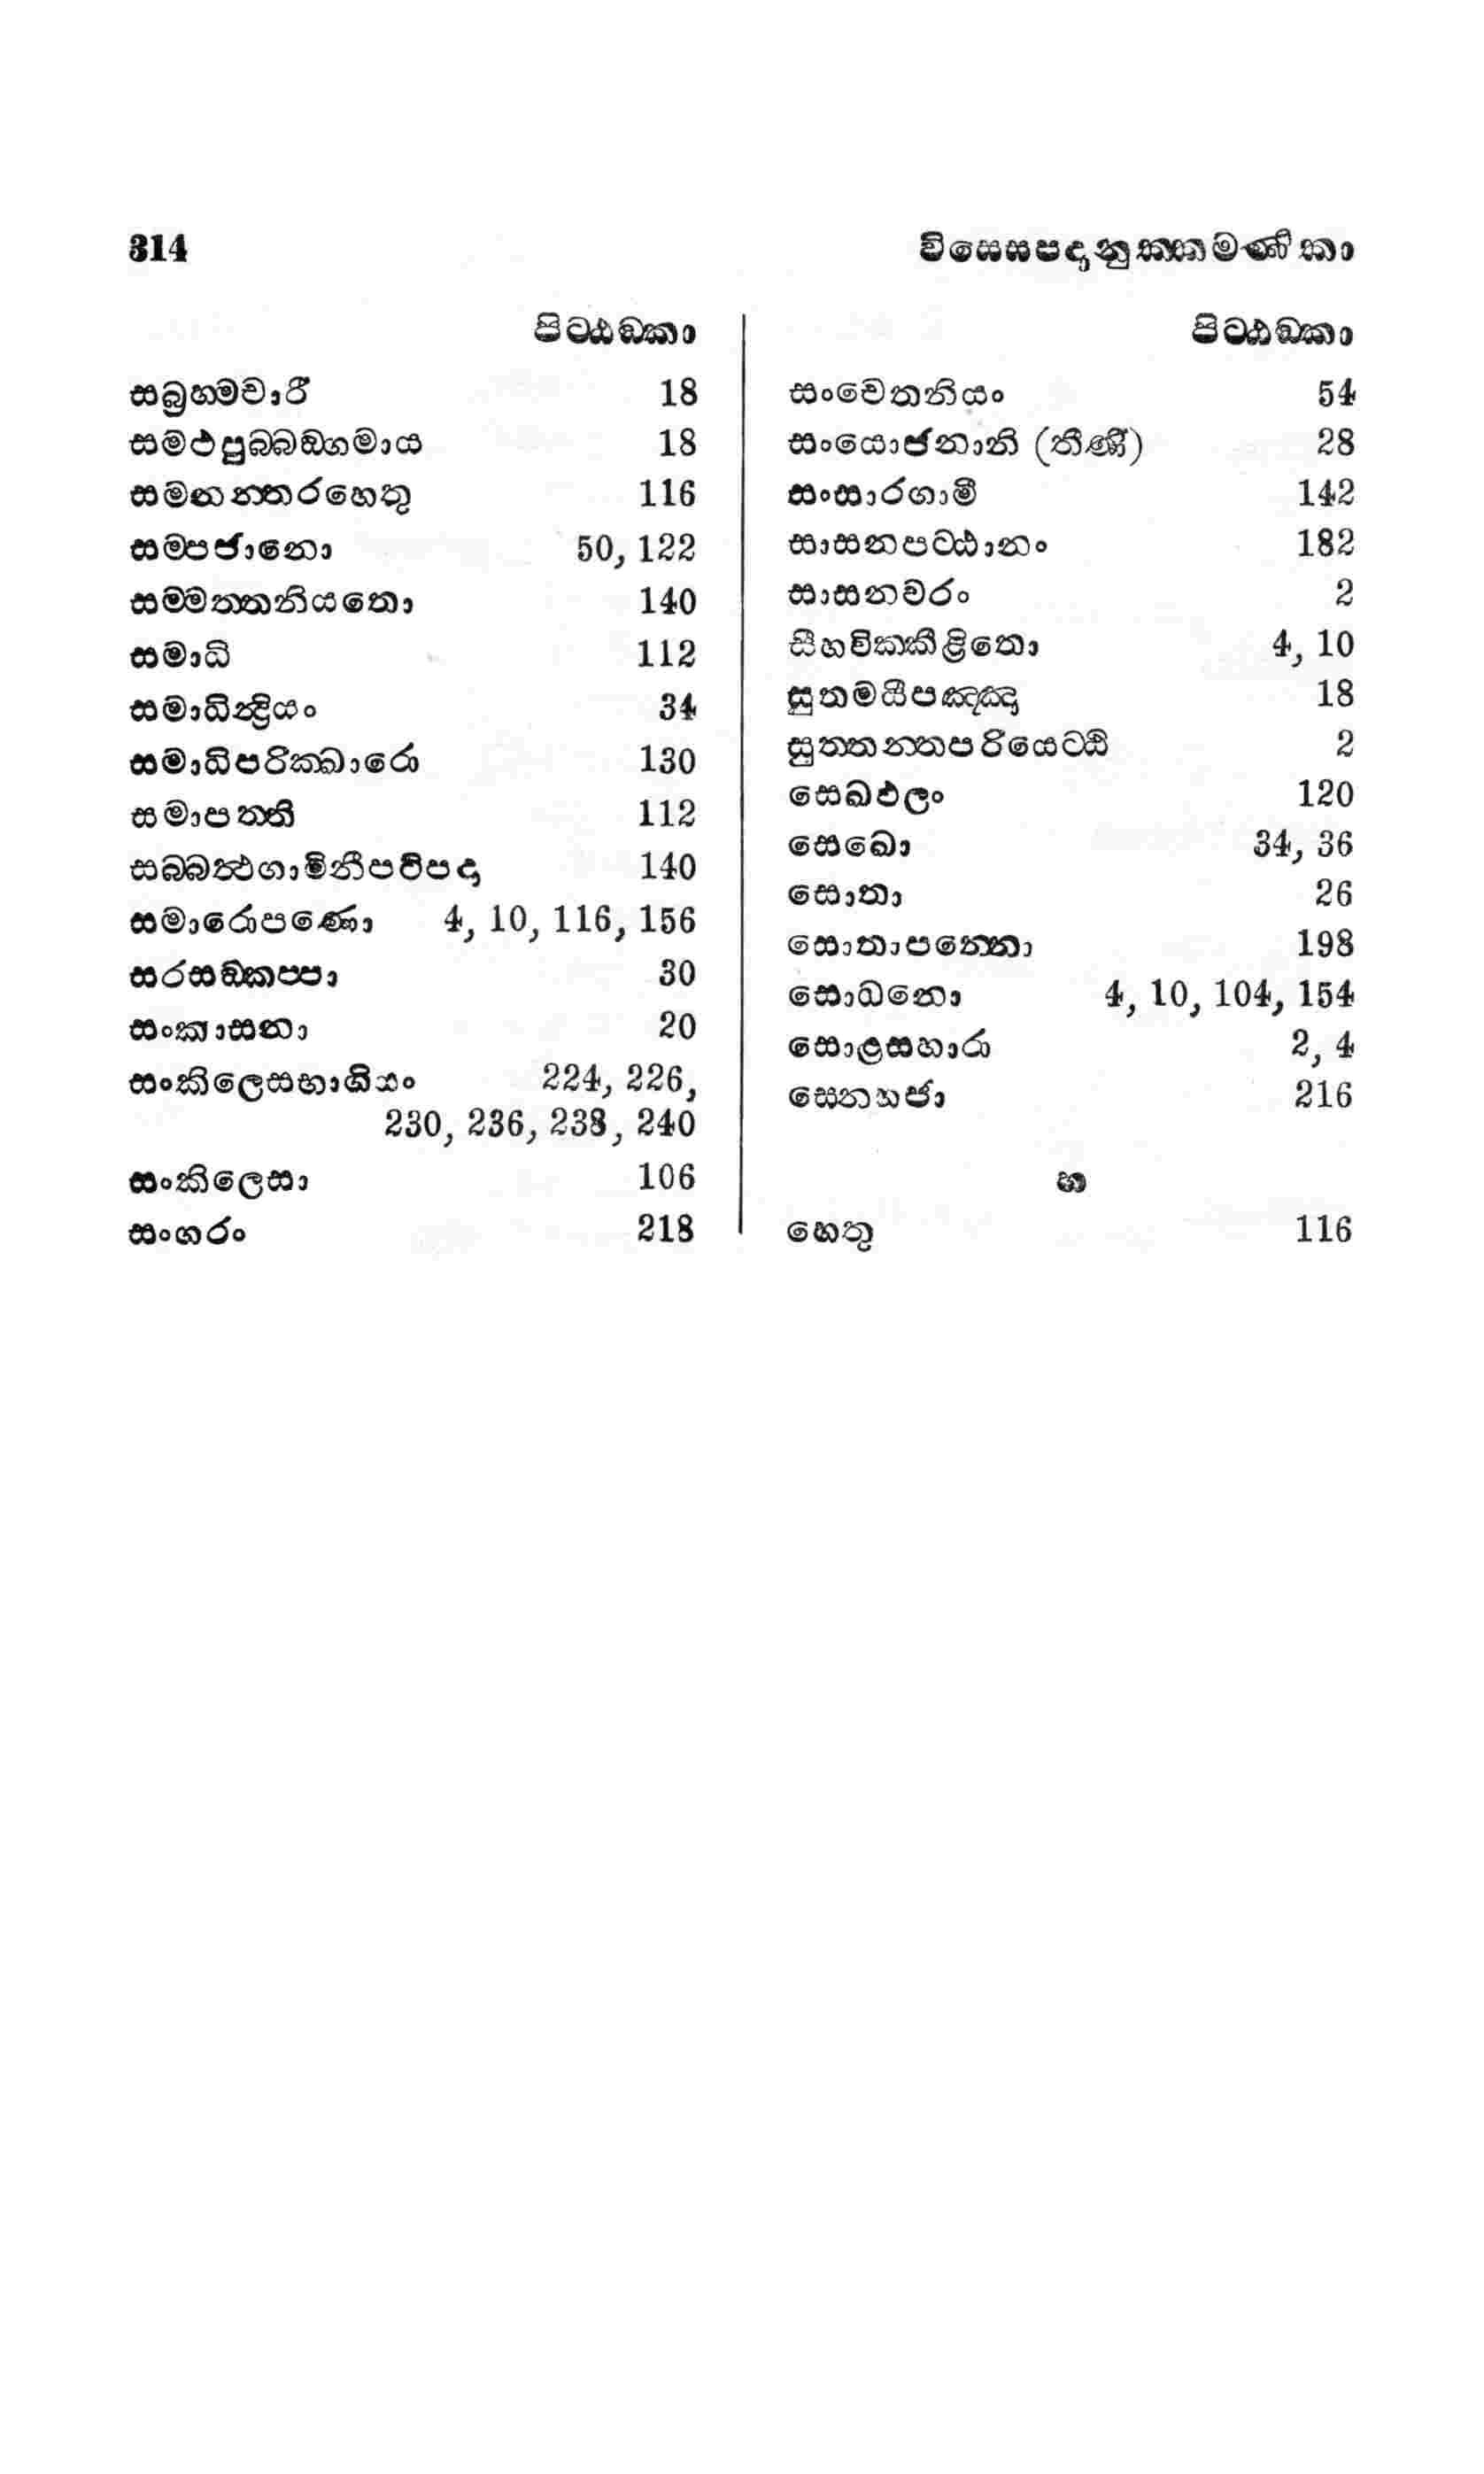 314 විසෙසපදානුක්කමණිකා
පිට්ඨඞ්කා
සබ්‍රහ්මචාරී 18
සමථපුබ්බඞ්ගමාය 18
සමනන්තරහෙතු 116
සම්පජානො 50, 122
සම්මත්තනියතො 140
සමාධි 112
සමාධින්‍ද්‍රියං 34
සමාධිපරික්ඛාරො 130
සමාපත්ති 112
සබ්බත්‍ථගාමිනීපටිපදා 140
සමාරොපණො 4, 10, 116, 156
සරසඞ්කප්පා 30
සංකාසනා 20
සංකිලෙසභාගියං 224, 226,
230, 236, 238, 240
සංකිලෙසා 106
සංගරං 218
පිට්ඨඞ්කා
සංචෙතනියං 54
සංයොජනානි (තීණි) 28
සංසාරගාමී 142
සාසනපට්ඨානං 182
සාසනවරං 2
සීහවික්කීළිතො 4, 10
සුතමයීපඤ්ඤා 18
සුත්තන්තපරියෙට්ඨි 2
සෙඛඵලං 120
සෙඛො 34, 36
සොතා 26
සොතාපන්නො 198
සොධනො 4, 10, 104, 154
සොළසහාරා 2, 4
සෙතහජා 216
හ
හෙතු 116